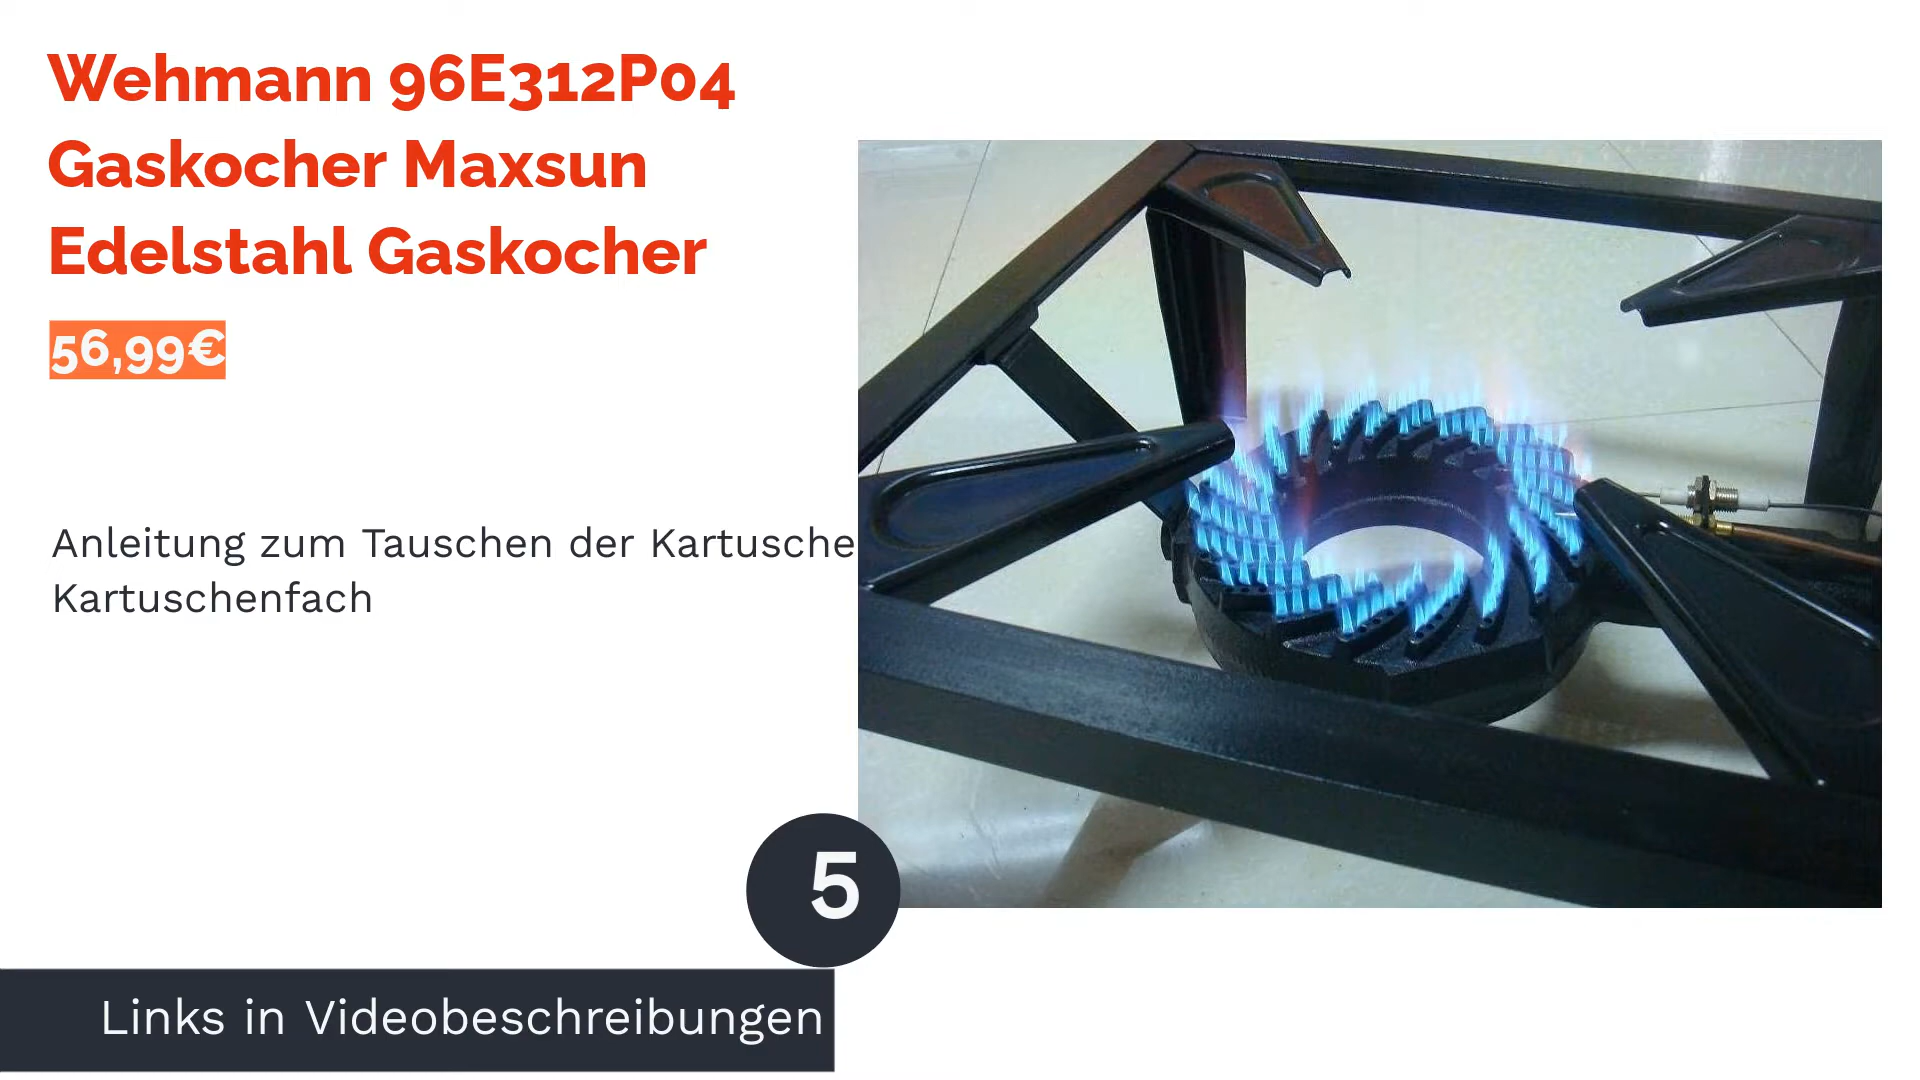 Wehmann 96E312P04
Gaskocher Maxsun
Edelstahl Gaskocher
56,99€
Anleitung zum Tauschen der Kartusche
Kartuschenfach
5
Links in Videobeschreibungen